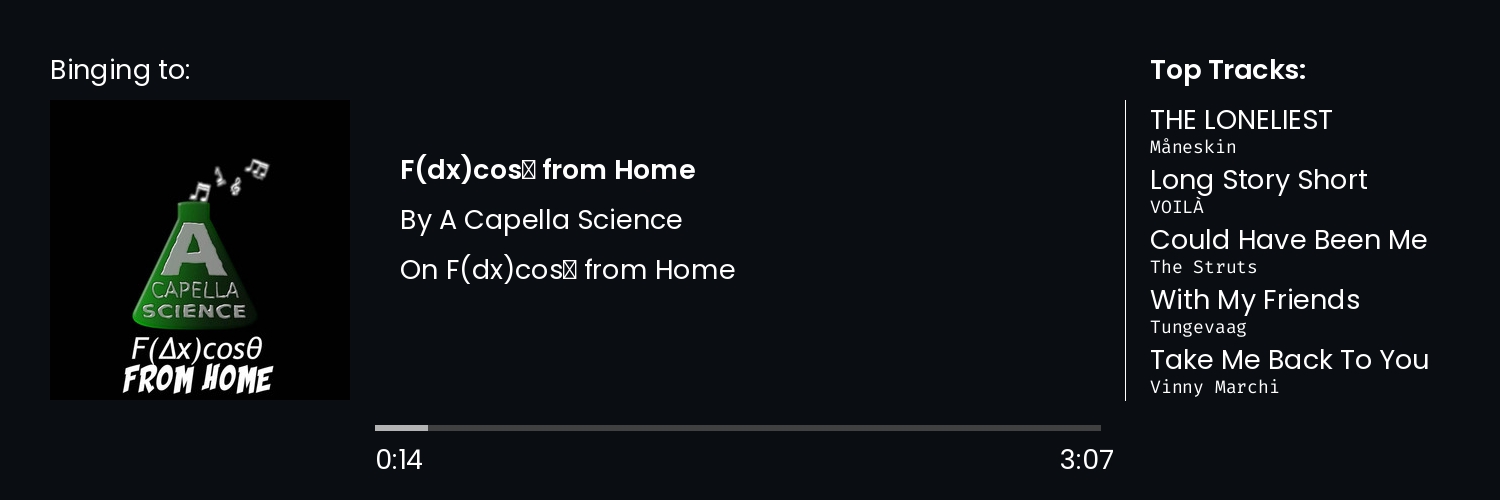 Binging to:
A
CAPELLA
SCIENCE
F(Δx)cosθ
FROM HOME
F(dx)cos▯ from Home
By A Capella Science
On F(dx)cos▯ from Home
0:14
3:07
Top Tracks:
THE LONELIEST
Måneskin
Long Story Short
VOILÀ
Could Have Been Me
The Struts
With My Friends
Tungevaag
Take Me Back To You
Vinny Marchi